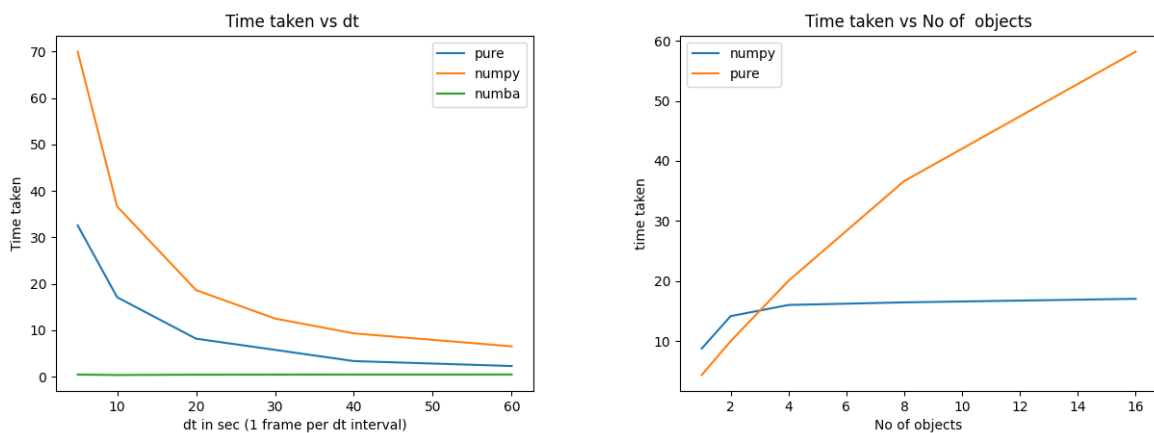 Time taken vs dt
70
60
50
40
30
20
10
0
Time taken
pure
numpy
numba
10 20 30 40 50 60
dt in sec (1 frame per dt interval)
Time taken vs No of  objects
60
50
40
30
20
10
time taken
numpy
pure
2 4 6 8 10 12 14 16
No of objects